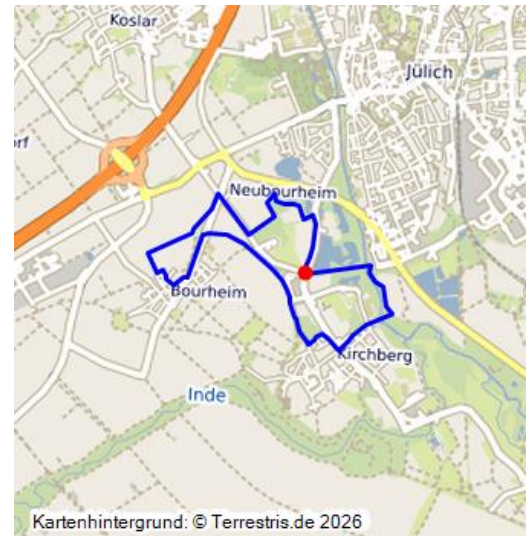 Koslar
Jülich
rf
Neubourheim
Bourheim
Kirchberg
Inde
Kartenhintergrund: © Terrestris.de 2026